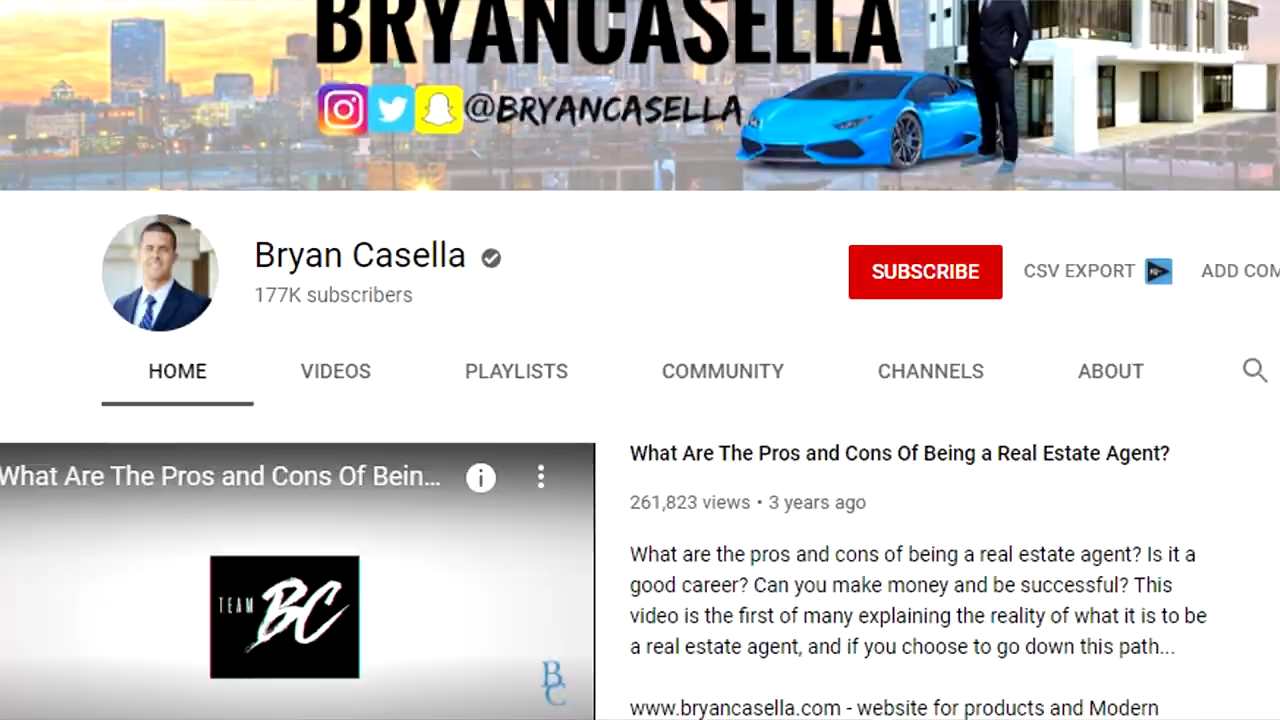 BRYANCASELLA
@BRYANCASELLA
Bryan Casella
177K subscribers
SUBSCRIBE
CSV EXPORT
ADD COM
HOME
VIDEOS
PLAYLISTS
COMMUNITY
CHANNELS
ABOUT
What Are The Pros and Cons Of Bein...
TEAM BC
BC
What Are The Pros and Cons Of Being a Real Estate Agent?
261,823 views • 3 years ago
What are the pros and cons of being a real estate agent? Is it a
good career? Can you make money and be successful? This
video is the first of many explaining the reality of what it is to be
a real estate agent, and if you choose to go down this path...
www.bryancasella.com - website for products and Modern